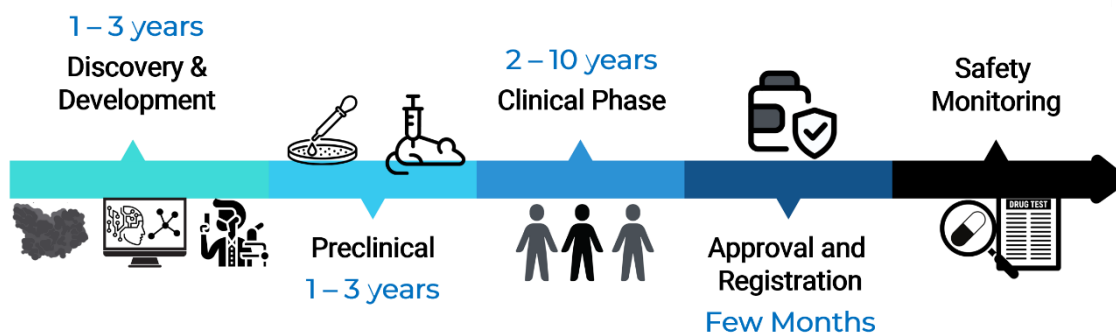 1 – 3 years
Discovery &
Development
Preclinical
1 – 3 years
2 – 10 years
Clinical Phase
Approval and
Registration
Few Months
Safety
Monitoring
DRUG TEST